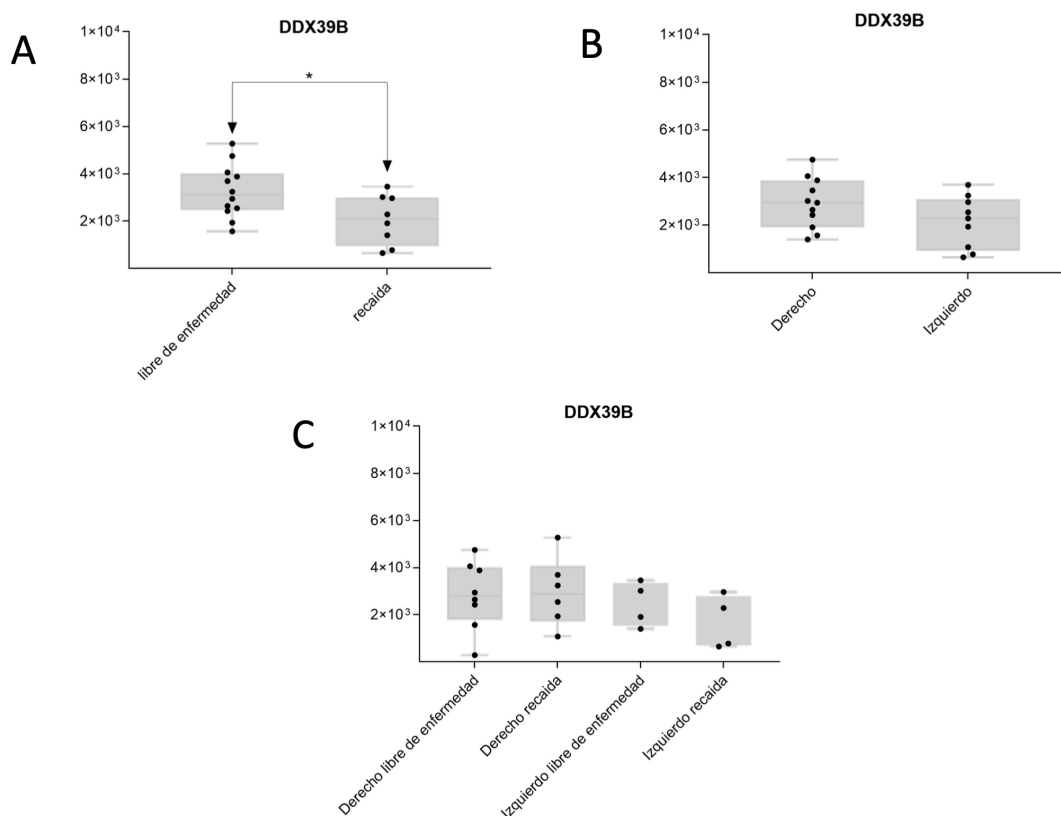 A
DDX39B
1×10⁴
8×10³
6×10³
4×10³
2×10³
*
libre de enfermedad
recaida
B
DDX39B
1×10⁴
8×10³
6×10³
4×10³
2×10³
Derecho
Izquierdo
C
DDX39B
1×10⁴
8×10³
6×10³
4×10³
2×10³
Derecho libre de enfermedad
Derecho recaida
Izquierdo libre de enfermedad
Izquierdo recaida